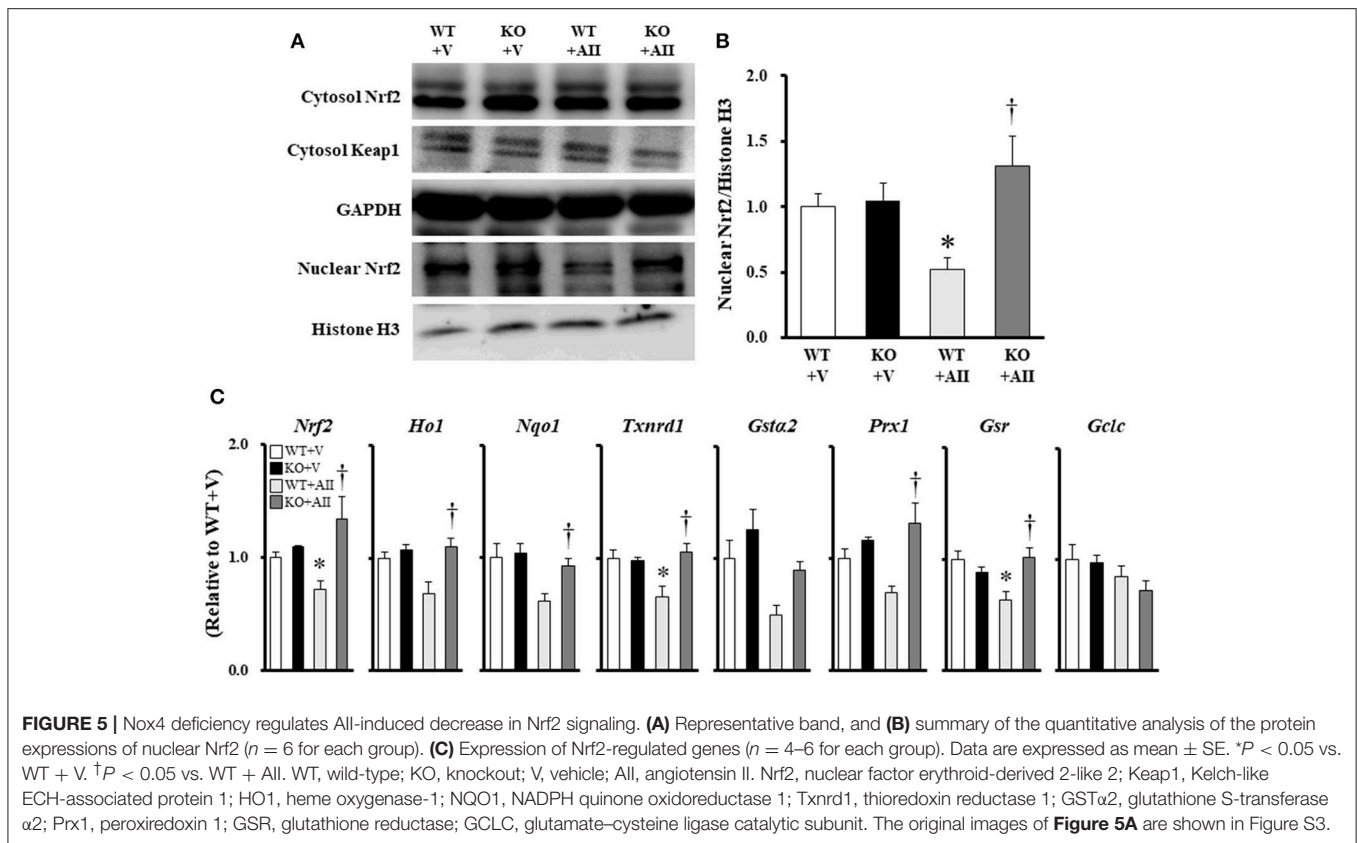 A
WT KO WT KO
+V +V +AII +AII
Cytosol Nrf2
Cytosol Keap1
GAPDH
Nuclear Nrf2
Histone H3
B
Nuclear Nrf2/Histone H3
2.0
1.5
1.0
0.5
0.0
*
†
WT KO WT KO
+V +V +AII +AII
C
(Relative to WT+V)
2.0
1.0
0.0
Nrf2 Ho1 Nqo1 Txnrd1 Gstα2 Prx1 Gsr Gclc
WT+V
KO+V
WT+AII
KO+AII
* † † † * † † * †
FIGURE 5 | Nox4 deficiency regulates AII-induced decrease in Nrf2 signaling. (A) Representative band, and (B) summary of the quantitative analysis of the protein
expressions of nuclear Nrf2 (n = 6 for each group). (C) Expression of Nrf2-regulated genes (n = 4–6 for each group). Data are expressed as mean ± SE. *P < 0.05 vs.
WT + V. †P < 0.05 vs. WT + AII. WT, wild-type; KO, knockout; V, vehicle; AII, angiotensin II. Nrf2, nuclear factor erythroid-derived 2-like 2; Keap1, Kelch-like
ECH-associated protein 1; HO1, heme oxygenase-1; NQO1, NADPH quinone oxidoreductase 1; Txnrd1, thioredoxin reductase 1; GSTα2, glutathione S-transferase
α2; Prx1, peroxiredoxin 1; GSR, glutathione reductase; GCLC, glutamate–cysteine ligase catalytic subunit. The original images of Figure 5A are shown in Figure S3.